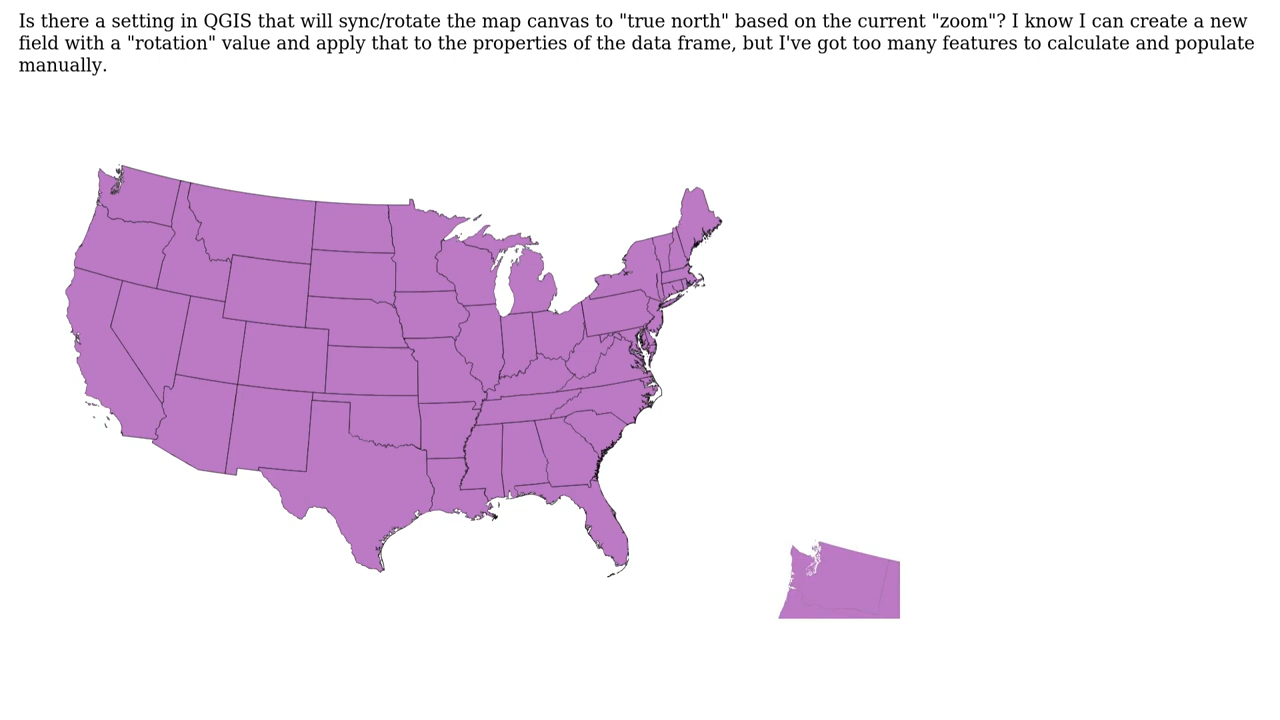 Is there a setting in QGIS that will sync/rotate the map canvas to "true north" based on the current "zoom"? I know I can create a new
field with a "rotation" value and apply that to the properties of the data frame, but I've got too many features to calculate and populate
manually.